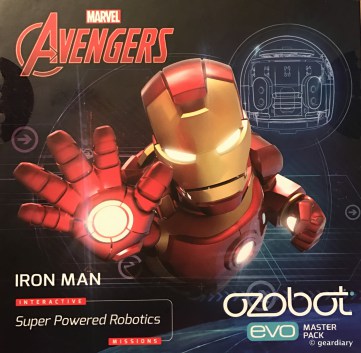 MARVEL
AVENGERS
IRON MAN
INTERACTIVE
Super Powered Robotics
MISSIONS
ozobot
evo
MASTER
PACK
© geardiary